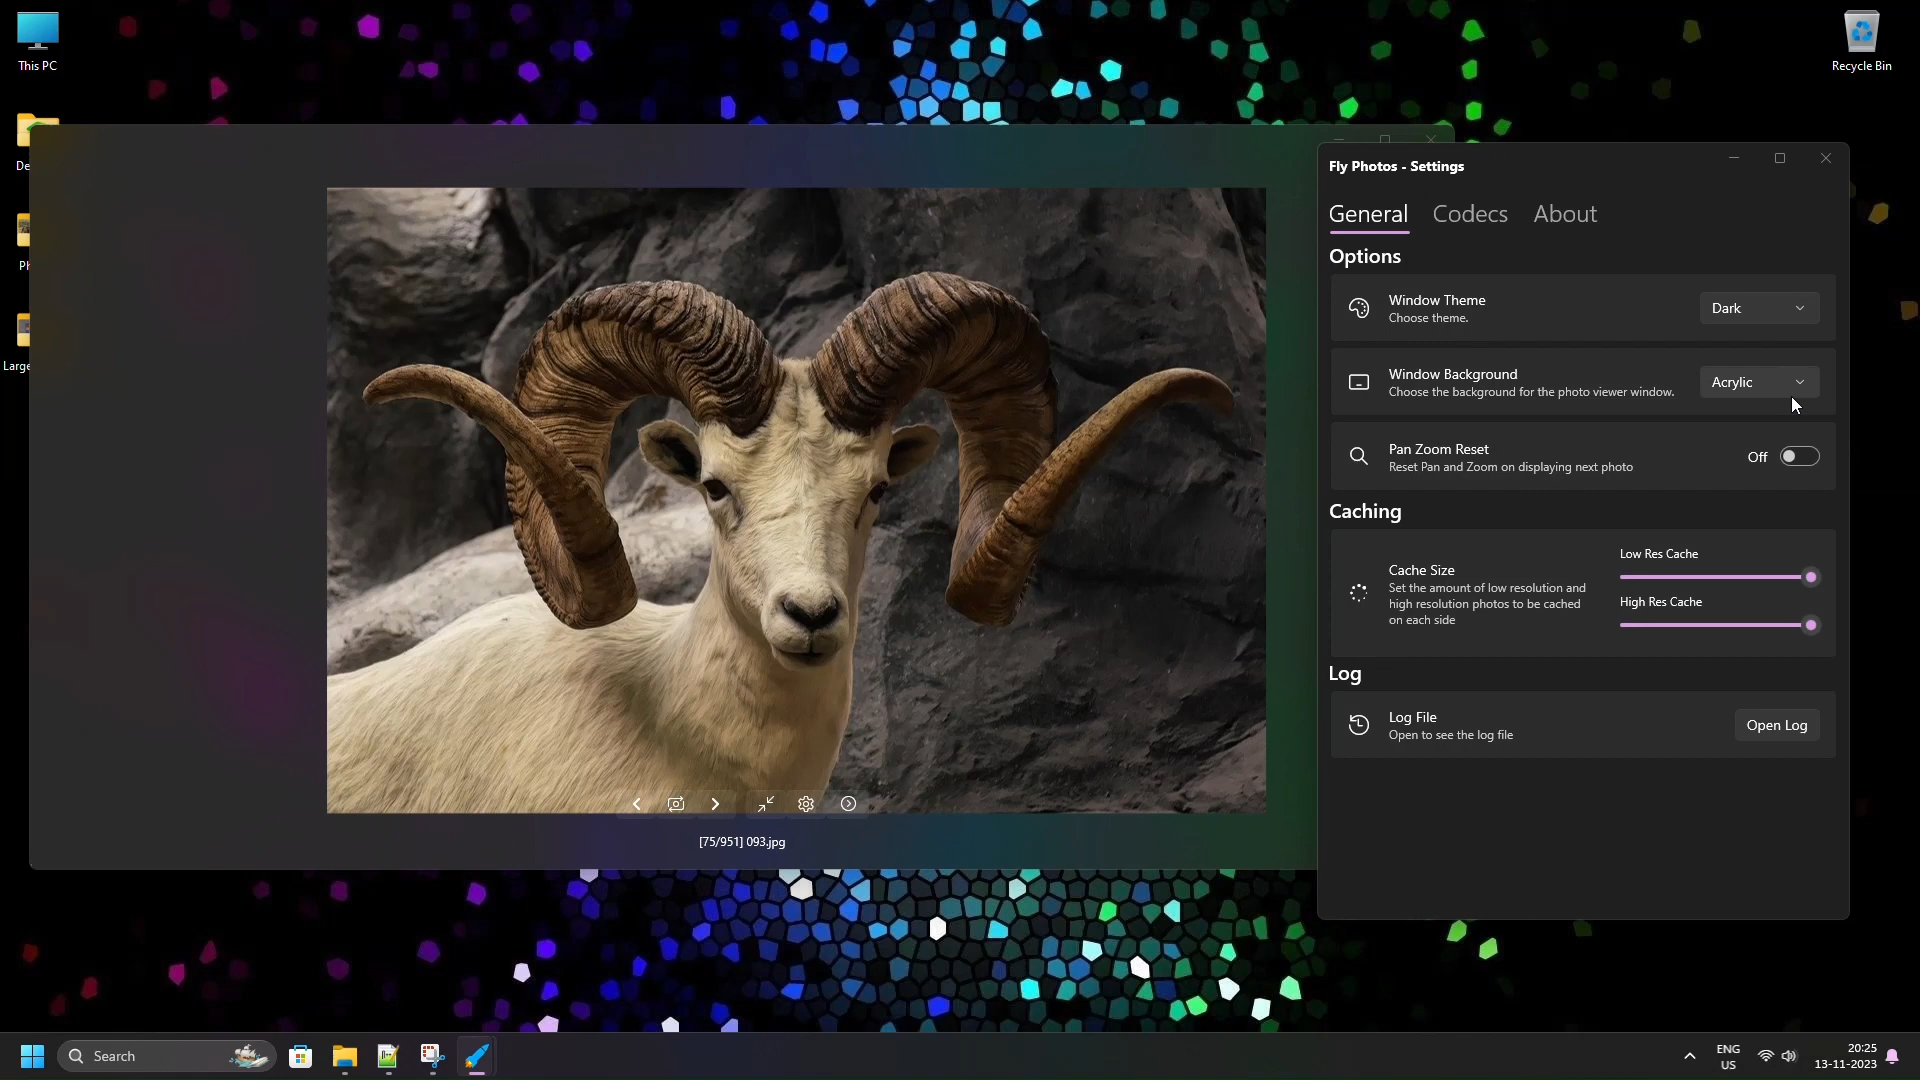 This PC
Recycle Bin
De
Ph
Large
Fly Photos - Settings
General
Codecs
About
Options
Window Theme
Choose theme.
Dark
Window Background
Choose the background for the photo viewer window.
Acrylic
Pan Zoom Reset
Reset Pan and Zoom on displaying next photo
Off
Caching
Cache Size
Set the amount of low resolution and
high resolution photos to be cached
on each side
Low Res Cache
High Res Cache
Log
Log File
Open to see the log file
Open Log
[75/951] 093.jpg
Search
ENG
US
20:25
13-11-2023